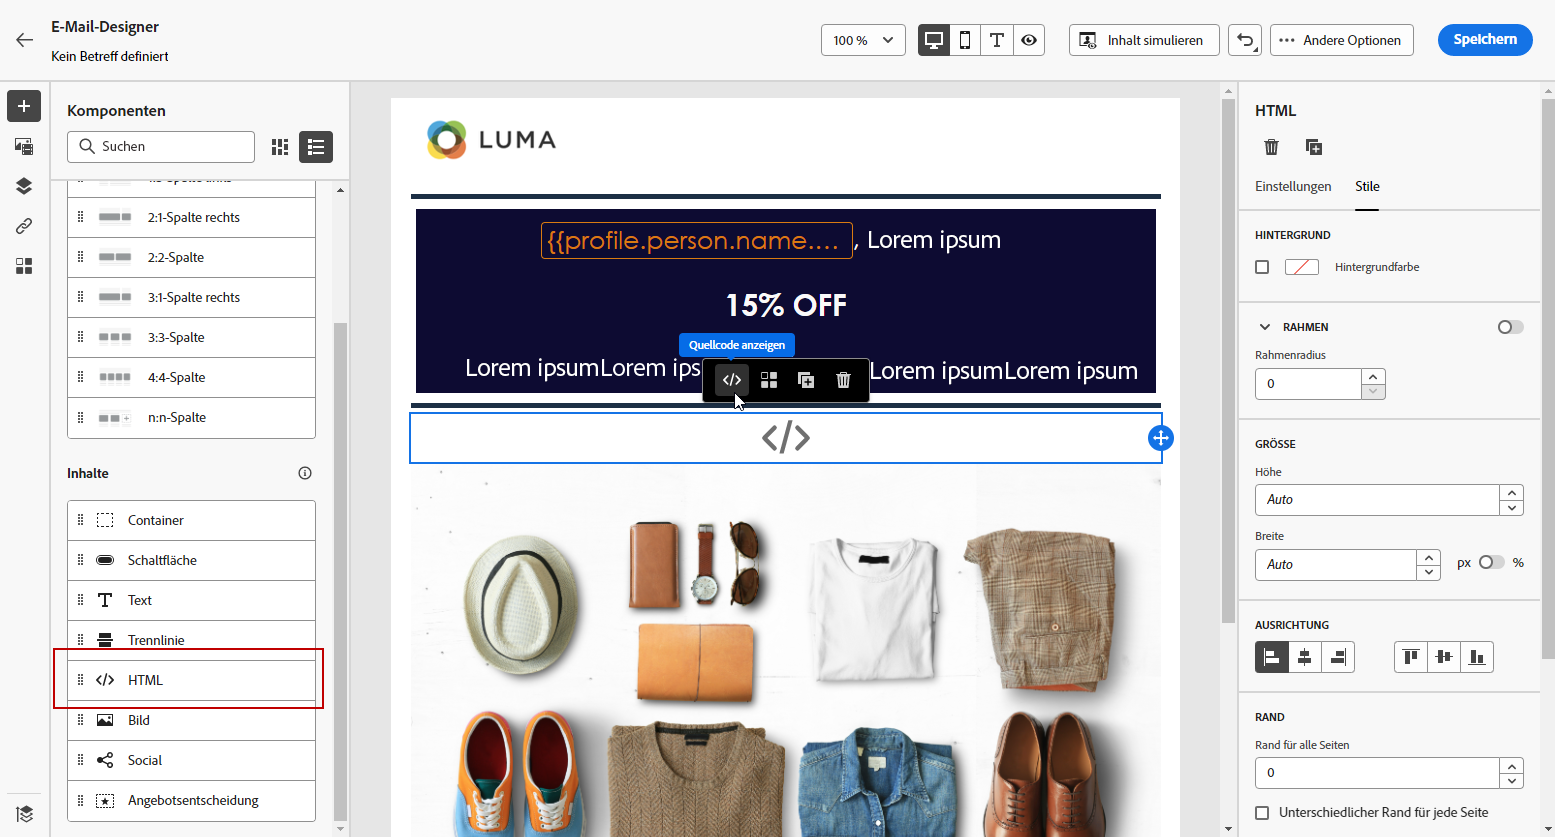 E-Mail-Designer
Kein Betreff definiert
100 %
Inhalt simulieren
Andere Optionen
Speichern
Komponenten
Suchen
2:1-Spalte rechts
2:2-Spalte
3:1-Spalte rechts
3:3-Spalte
4:4-Spalte
n:n-Spalte
Inhalte
Container
Schaltfläche
Text
Trennlinie
HTML
Bild
Social
Angebotsentscheidung
LUMA
{{profile.person.name.... , Lorem ipsum
15% OFF
Quellcode anzeigen
Lorem ipsumLorem ips
Lorem ipsumLorem ipsum
HTML
Einstellungen
Stile
HINTERGRUND
Hintergrundfarbe
RAHMEN
Rahmenradius
0
GRÖSSE
Höhe
Auto
Breite
Auto
px
%
AUSRICHTUNG
RAND
Rand für alle Seiten
0
Unterschiedlicher Rand für jede Seite